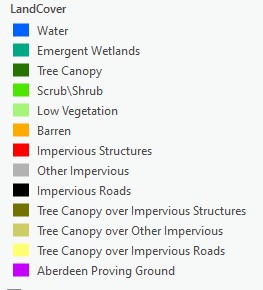 LandCover
Water
Emergent Wetlands
Tree Canopy
Scrub\Shrub
Low Vegetation
Barren
Impervious Structures
Other Impervious
Impervious Roads
Tree Canopy over Impervious Structures
Tree Canopy over Other Impervious
Tree Canopy over Impervious Roads
Aberdeen Proving Ground